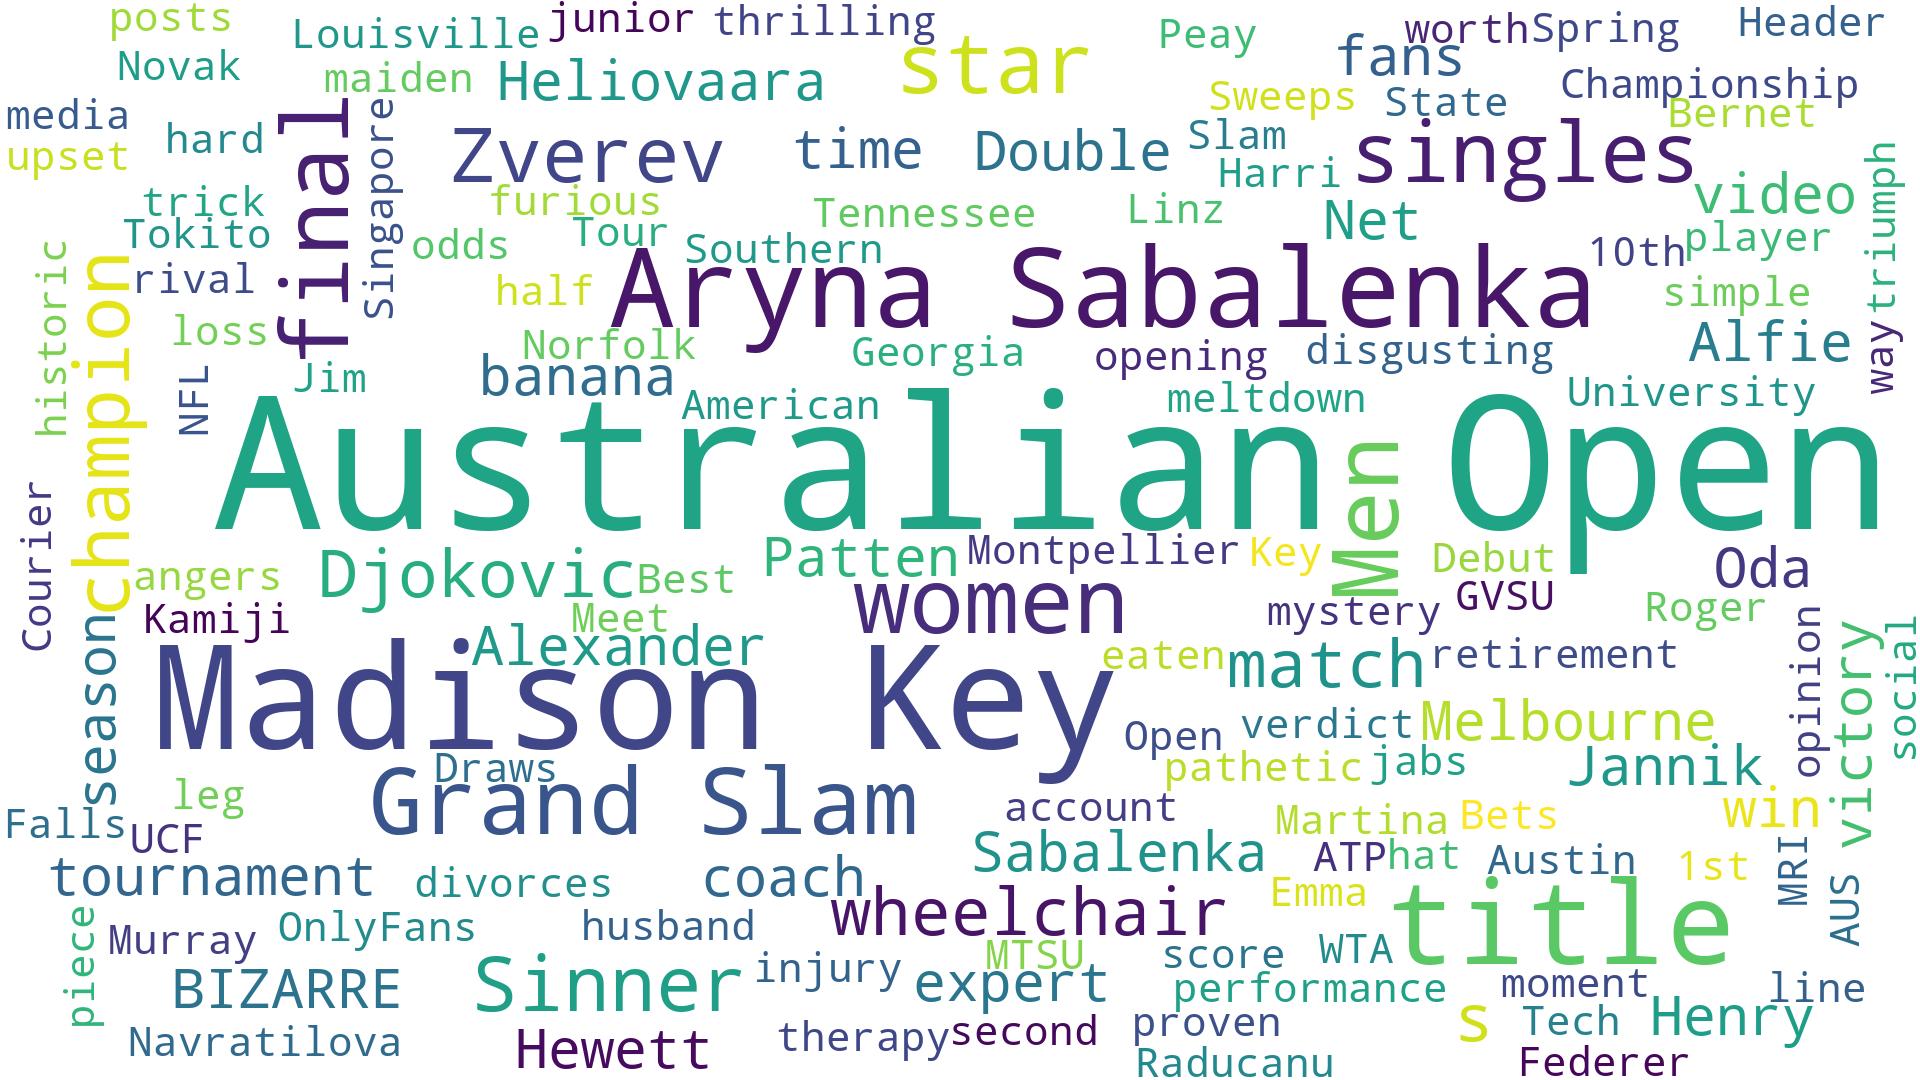 posts
Louisville
junior
thrilling
star
Peay
fans
worth
Spring
Header
Novak
maiden
Heliovaara
Sweeps
State
Championship
Bernet
media
hard
final
Singapore
Zverev
time
Double
Slam
singles
upset
Harri
triumph
trick
furious
Tennessee
Linz
Net
video
Tokito
odds
Tour
Southern
10th
player
rival
half
Aryna Sabalenka
simple
historic
champion
loss
Norfolk
Georgia
opening
disgusting
Alfie
way
NFL
Jim
banana
American
meltdown
University
Australian Open
Men
Courier
angers
Djokovic
Best
Patten
Montpellier
Key
Debut
Oda
Kamiji
Meet
women
mystery
GVSU
Roger
season
Alexander
eaten
match
retirement
opinion
victory
social
Madison Key
Open
verdict
Melbourne
Draws
pathetic
jabs
Jannik
leg
Grand Slam
account
Martina
Bets
win
Falls
UCF
Sabalenka
ATP
hat
Austin
1st
MRI
tournament
divorces
coach
Emma
AUS
piece
Murray
OnlyFans
husband
wheelchair
title
MTSU
score
WTA
BIZARRE
Sinner
injury
expert
performance
moment
line
Navratilova
Hewett
therapy
second
proven
s
Tech
Henry
Raducanu
Federer